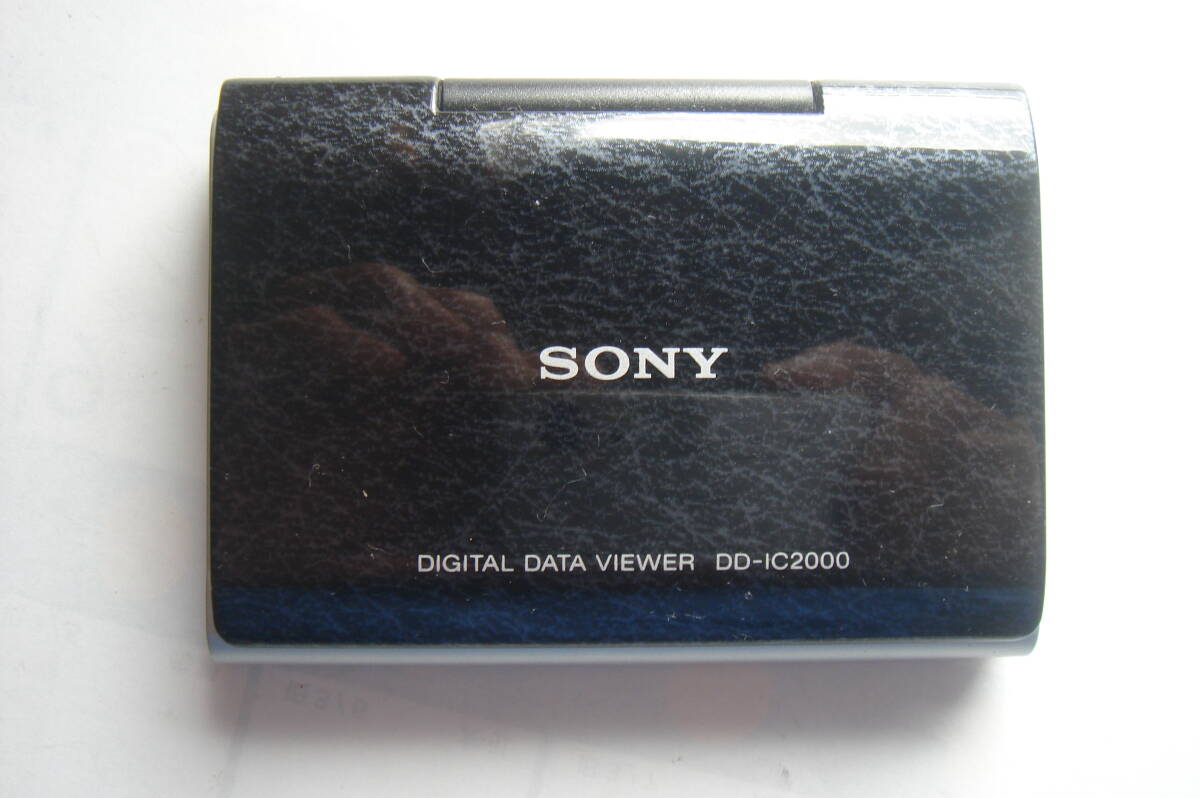 SONY
DIGITAL DATA VIEWER DD-IC2000